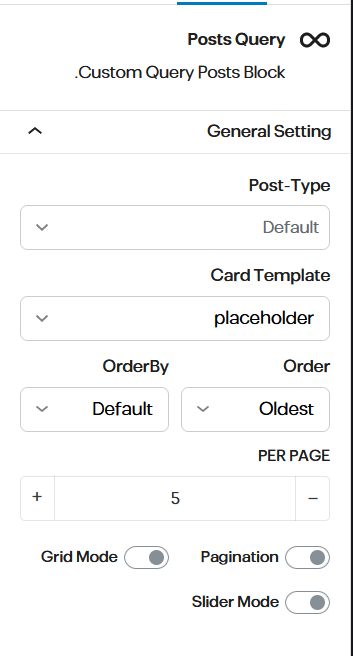 Posts Query
.Custom Query Posts Block
General Setting
Post-Type
Default
Card Template
placeholder
Order OrderBy
Oldest Default
PER PAGE
+ 5 −
Pagination Grid Mode
Slider Mode